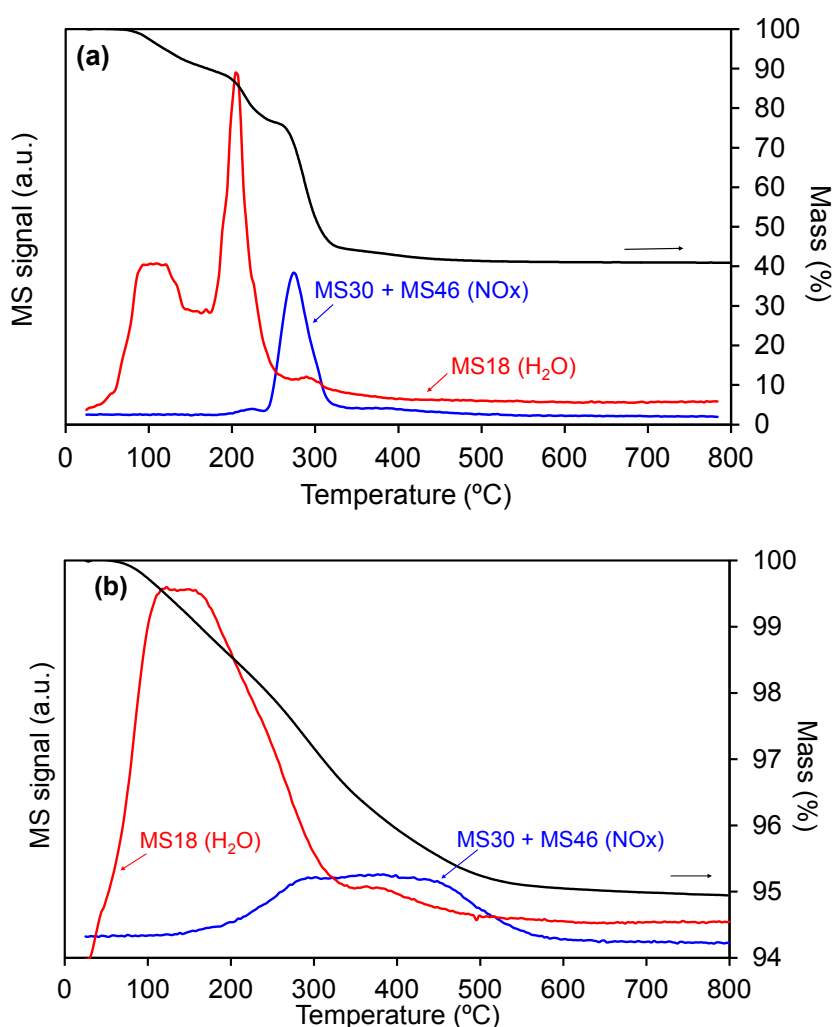 (a)
MS signal (a.u.)
100
90
80
70
60
50
40
30
20
10
0
Mass (%)
MS30 + MS46 (NOx)
MS18 (H₂O)
0 100 200 300 400 500 600 700 800
Temperature (ºC)
(b)
MS signal (a.u.)
100
99
98
97
96
95
94
Mass (%)
MS18 (H₂O)
MS30 + MS46 (NOx)
0 100 200 300 400 500 600 700 800
Temperature (ºC)